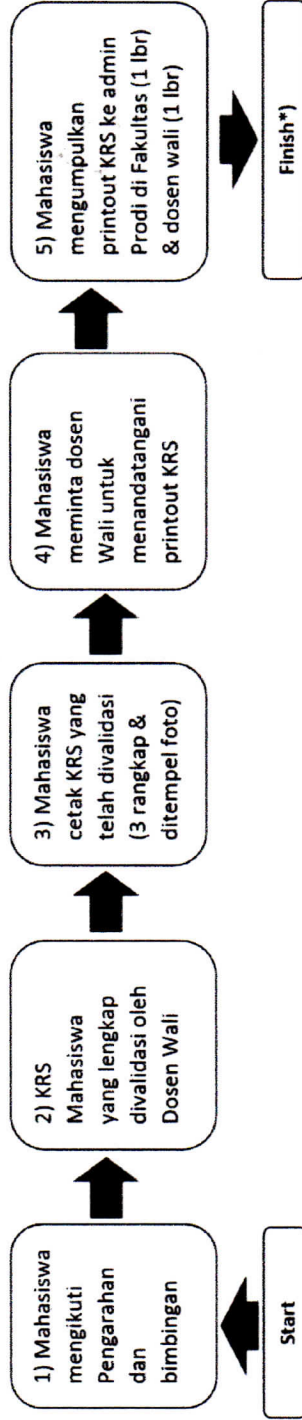 Start
1) Mahasiswa
mengikuti
Pengarahan
dan
bimbingan
2) KRS
Mahasiswa
yang lengkap
divalidasi oleh
Dosen Wali
3) Mahasiswa
cetak KRS yang
telah divalidasi
(3 rangkap &
ditempel foto)
4) Mahasiswa
meminta dosen
Wali untuk
menandatangani
printout KRS
5) Mahasiswa
mengumpulkan
printout KRS ke admin
Prodi di Fakultas (1 lbr)
& dosen wali (1 lbr)
Finish*)